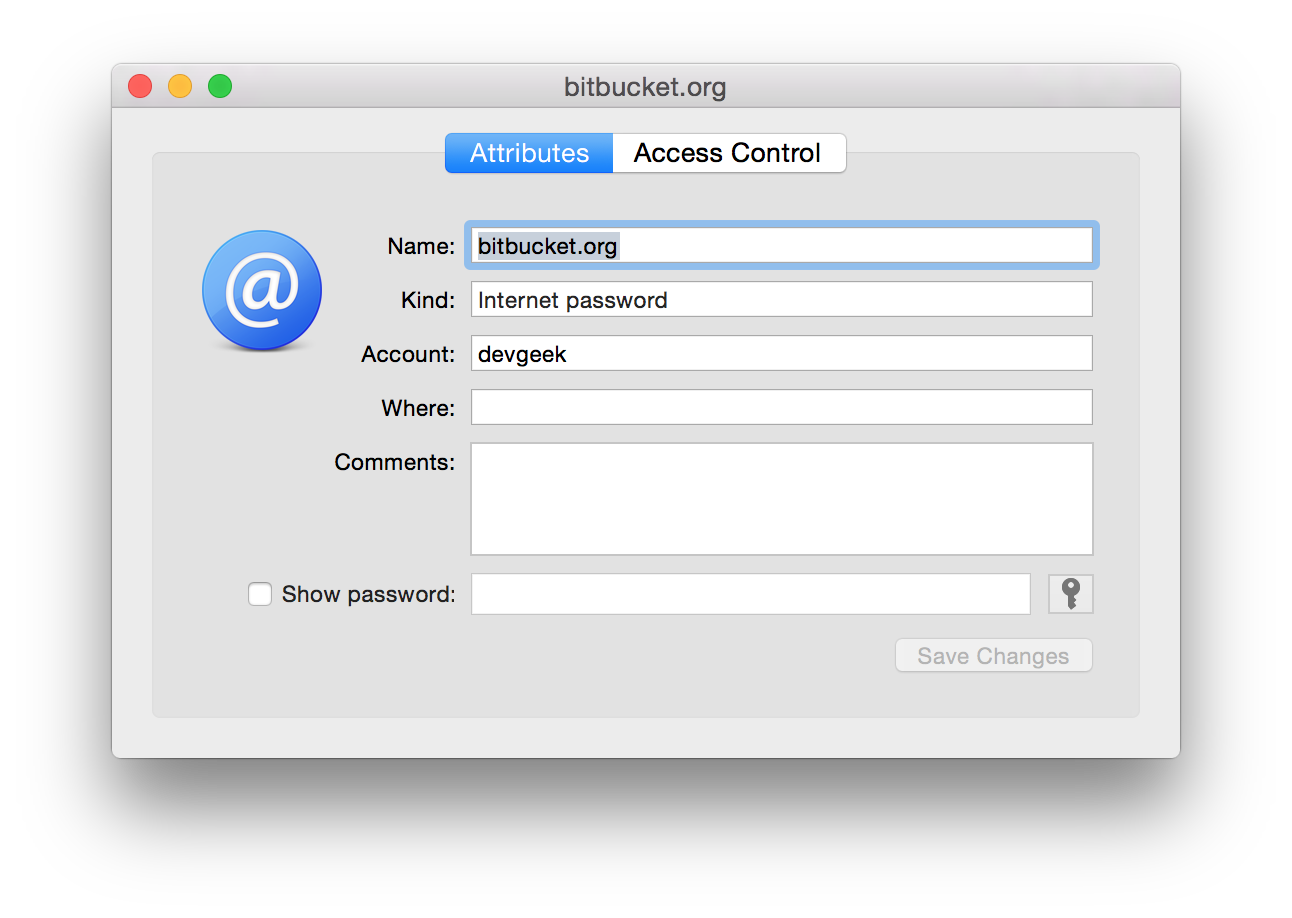 bitbucket.org
Attributes Access Control
Name: bitbucket.org
Kind: Internet password
Account: devgeek
Where:
Comments:
Show password:
Save Changes